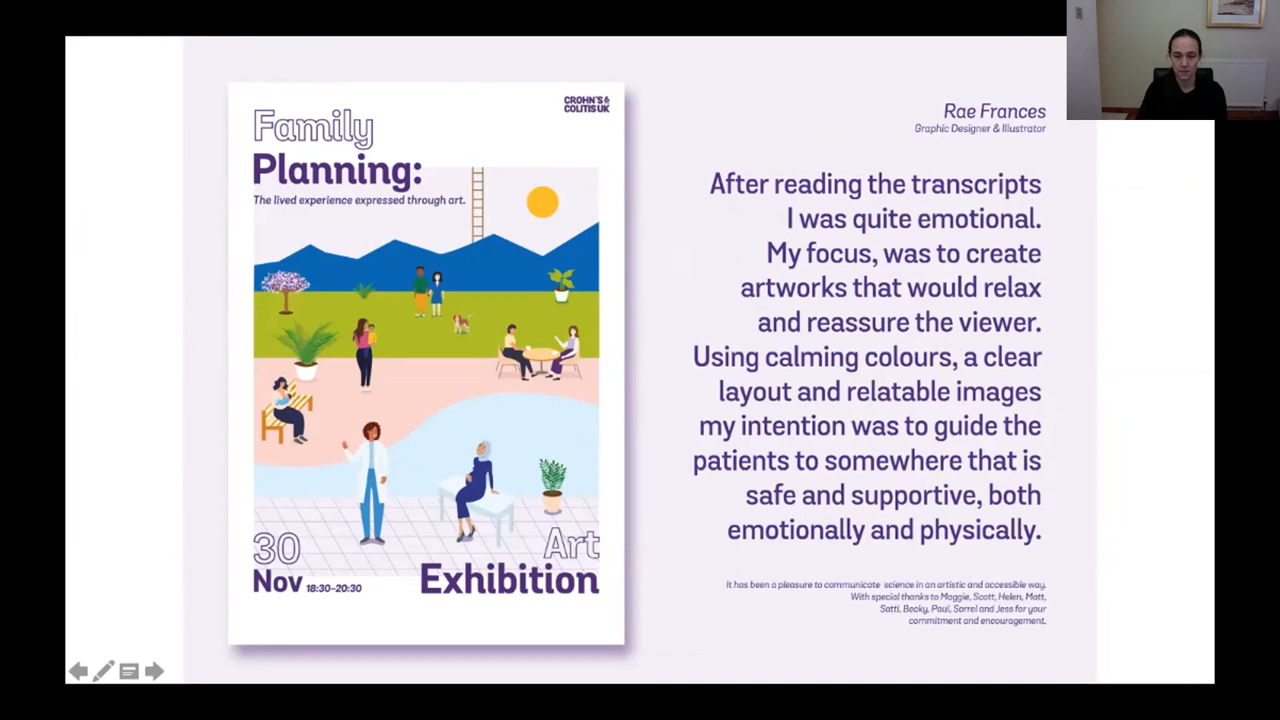 CROHN'S &
COLITIS UK
Family
Planning:
The lived experience expressed through art.
30
Nov 18:30-20:30
Art
Exhibition
Rae Frances
Graphic Designer & Illustrator
After reading the transcripts
I was quite emotional.
My focus, was to create
artworks that would relax
and reassure the viewer.
Using calming colours, a clear
layout and relatable images
my intention was to guide the
patients to somewhere that is
safe and supportive, both
emotionally and physically.
It has been a pleasure to communicate science in an artistic and accessible way.
With special thanks to Maggie, Scott, Helen, Matt,
Satti, Becky, Paul, Sorrel and Jess for your
commitment and encouragement.